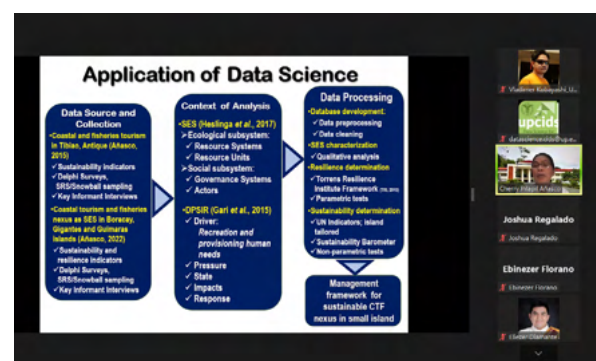 Application of Data Science
Data Source and
Collection
•Coastal and fisheries tourism
in Tibiao, Antique (Añasco,
2015)
✓Sustainability Indicators
✓Delphi Surveys,
SRS/Snowball sampling
✓Key Informant Interviews
•Coastal tourism and fisheries
nexus as SES in Boracay,
Gigantes and Guimaras
Islands (Añasco, 2022)
✓Sustainability and
resilience indicators
✓Delphi Surveys,
SRS/Snowball sampling
✓Key Informant Interviews
Context of Analysis
•SES (Heslinga et al., 2017)
➢Ecological subsystem:
✓Resource Systems
✓Resource Units
➢Social subsystem:
✓Governance Systems
✓Actors
•DPSIR (Gari et al., 2015)
✓Driver:
Recreation and
provisioning human
needs
✓Pressure
✓State
✓Impacts
✓Response
Data Processing
•Database development:
✓Data preprocessing
✓Data cleaning
•SES characterization
✓Qualitative analysis
•Resilience determination
✓Torrens Resilience
Institute Framework
✓Parametric tests
•Sustainability determination
✓UN Indicators; island
tailored
✓Sustainability Barometer
✓Non-parametric tests
Management
framework for
sustainable CTF
nexus in small island
Vladimer Kobayashi, U...
upcids
Cherry Pilapil Añasco
Joshua Regalado
Joshua Regalado
Ebinezer Florano
Ebinezer Florano